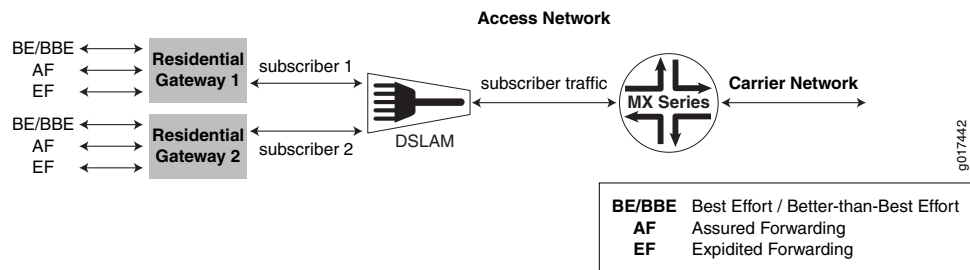 Access Network
BE/BBE
AF
EF
Residential
Gateway 1
subscriber 1
BE/BBE
AF
EF
Residential
Gateway 2
subscriber 2
DSLAM
subscriber traffic
MX Series
Carrier Network
g017442
BE/BBE Best Effort / Better-than-Best Effort
AF Assured Forwarding
EF Expidited Forwarding